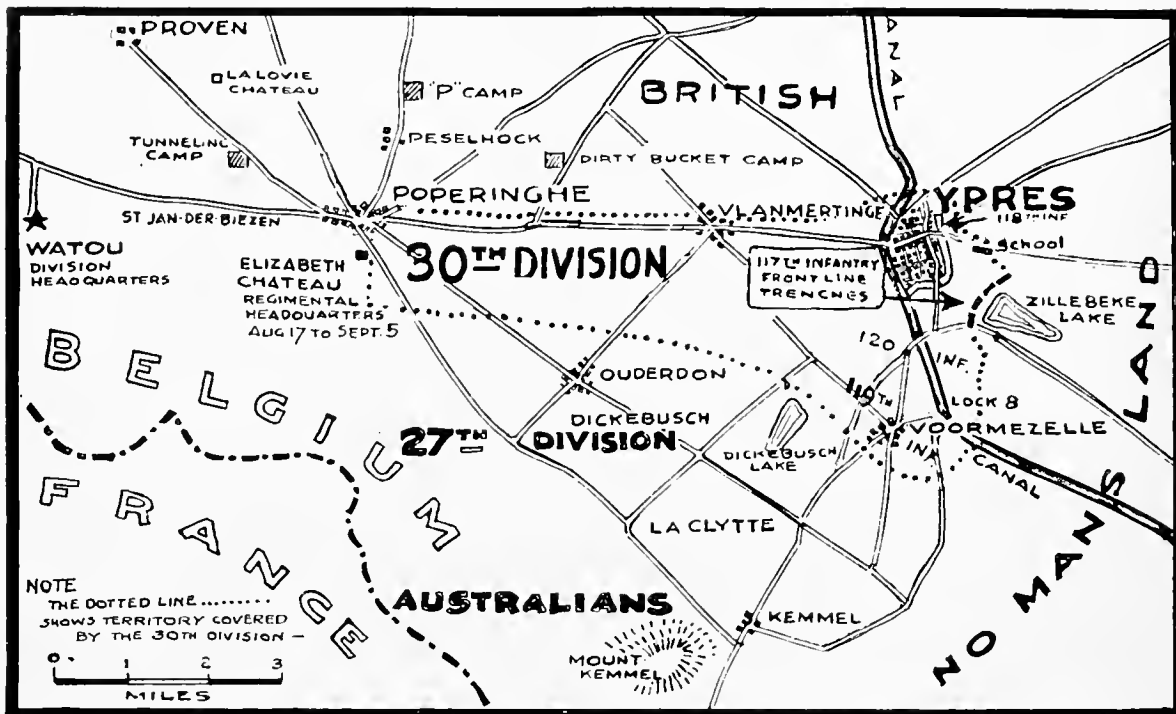 PROVEN
LA LOVIE
CHATEAU
"P" CAMP
BRITISH
CANAL
TUNNELING
CAMP
PESELHOCK
DIRTY BUCKET CAMP
POPERINGHE
VLANMERTINGE
YPRES
118TH INF.
SCHOOL
ST JAN-DER-BIEZEN
WATOU
DIVISION
HEADQUARTERS
ELIZABETH
CHATEAU
REGIMENTAL
HEADQUARTERS
AUG 17 TO SEPT. 5
30TH DIVISION
117TH INFANTRY
FRONT LINE
TRENCHES
ZILLEBEKE
LAKE
120
INF.
BELGIUM
OUDERDON
119TH
INF
LOCK 8
VOORMEZELLE
DICKEBUSCH
27TH DIVISION
DICKEBUSCH
LAKE
CANAL
NO MANS LAND
FRANCE
LA CLYTTE
NOTE
THE DOTTED LINE........
SHOWS TERRITORY COVERED
BY THE 30TH DIVISION —
AUSTRALIANS
KEMMEL
MOUNT
KEMMEL
0 1 2 3
MILES